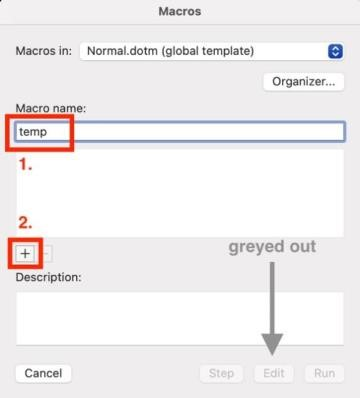 Macros
Macros in: Normal.dotm (global template)
Organizer...
Macro name:
temp
1.
2.
+ -
greyed out
Description:
Cancel Step Edit Run